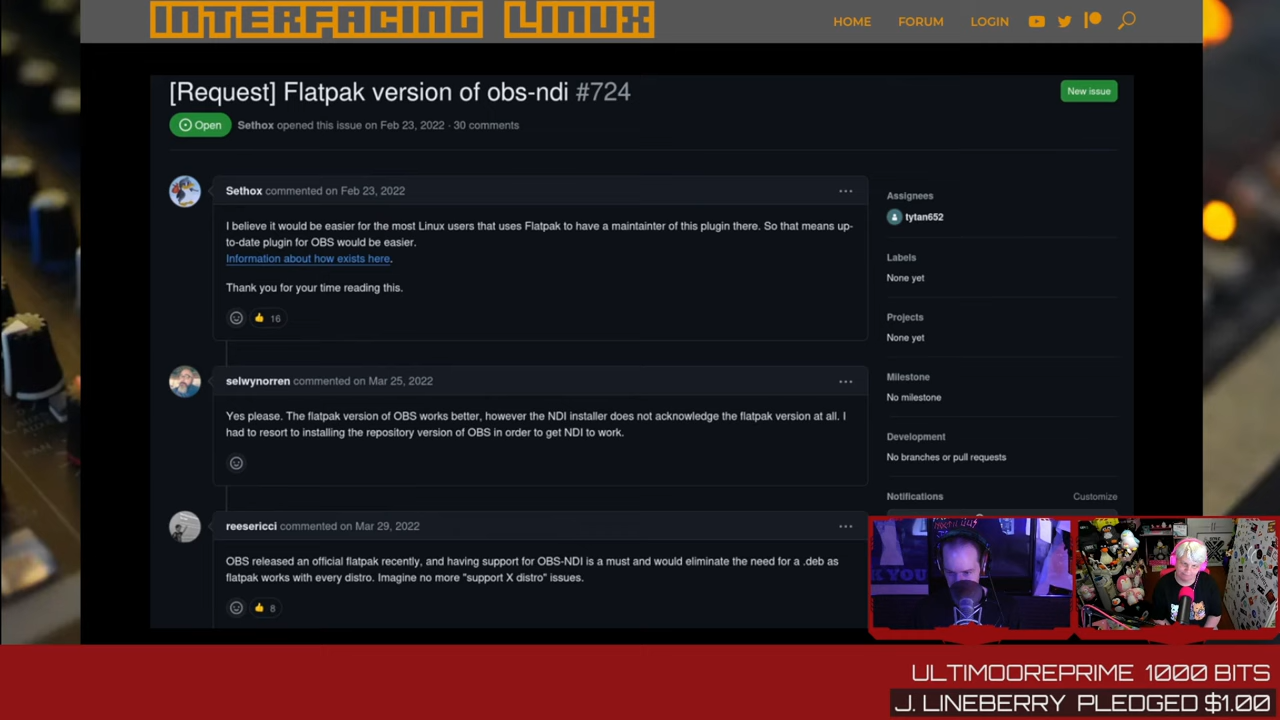 INTERFACING LINUX
HOME FORUM LOGIN
[Request] Flatpak version of obs-ndi #724
New issue
Open Sethox opened this issue on Feb 23, 2022 · 30 comments
Sethox commented on Feb 23, 2022
I believe it would be easier for the most Linux users that uses Flatpak to have a maintainter of this plugin there. So that means up-
to-date plugin for OBS would be easier.
Information about how exists here.
Thank you for your time reading this.
👍 16
selwynorren commented on Mar 25, 2022
Yes please. The flatpak version of OBS works better, however the NDI installer does not acknowledge the flatpak version at all. I
had to resort to installing the repository version of OBS in order to get NDI to work.
reesericci commented on Mar 29, 2022
OBS released an official flatpak recently, and having support for OBS-NDI is a must and would eliminate the need for a .deb as
flatpak works with every distro. Imagine no more "support X distro" issues.
👍 8
Assignees
tytan652
Labels
None yet
Projects
None yet
Milestone
No milestone
Development
No branches or pull requests
Notifications Customize
ULTIMOOREPRIME 1000 BITS
J. LINEBERRY PLEDGED $1.00